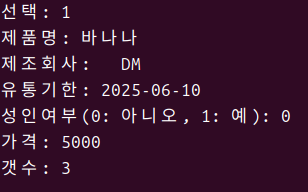 선택: 1
제품명: 바나나
제조회사:  DM
유통기한: 2025-06-10
성인여부(0: 아니오, 1: 예): 0
가격: 5000
갯수: 3